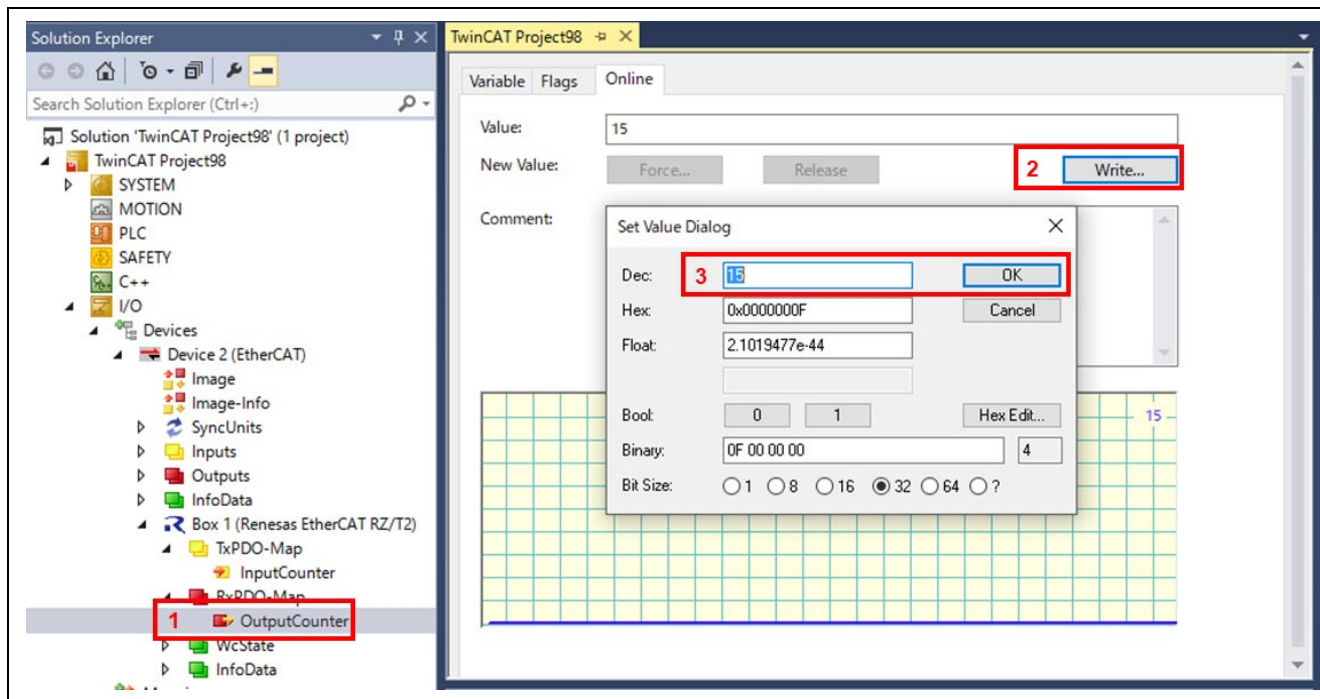 Solution Explorer
Search Solution Explorer (Ctrl+:)
Solution 'TwinCAT Project98' (1 project)
TwinCAT Project98
SYSTEM
MOTION
PLC
SAFETY
C++
I/O
Devices
Device 2 (EtherCAT)
Image
Image-Info
SyncUnits
Inputs
Outputs
InfoData
Box 1 (Renesas EtherCAT RZ/T2)
TxPDO-Map
InputCounter
RxPDO-Map
1 OutputCounter
WcState
InfoData
TwinCAT Project98
Variable Flags Online
Value: 15
New Value: Force... Release 2 Write...
Comment:
Set Value Dialog
Dec: 3 15 OK
Hex: 0x0000000F Cancel
Float: 2.1019477e-44
Bool: 0 1 Hex Edit...
Binary: 0F 00 00 00 4
Bit Size: 1 8 16 32 64 ?
15